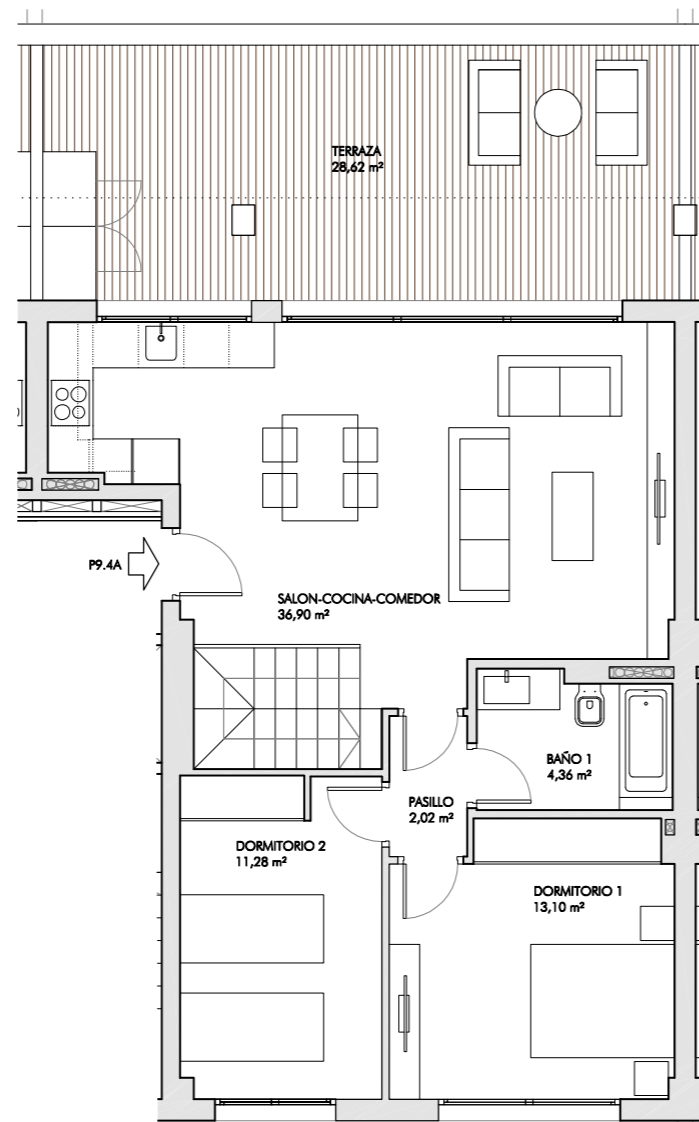 TERRAZA
28,62 m²
P9.4A
SALON-COCINA-COMEDOR
36,90 m²
BAÑO 1
4,36 m²
PASILLO
2,02 m²
DORMITORIO 2
11,28 m²
DORMITORIO 1
13,10 m²